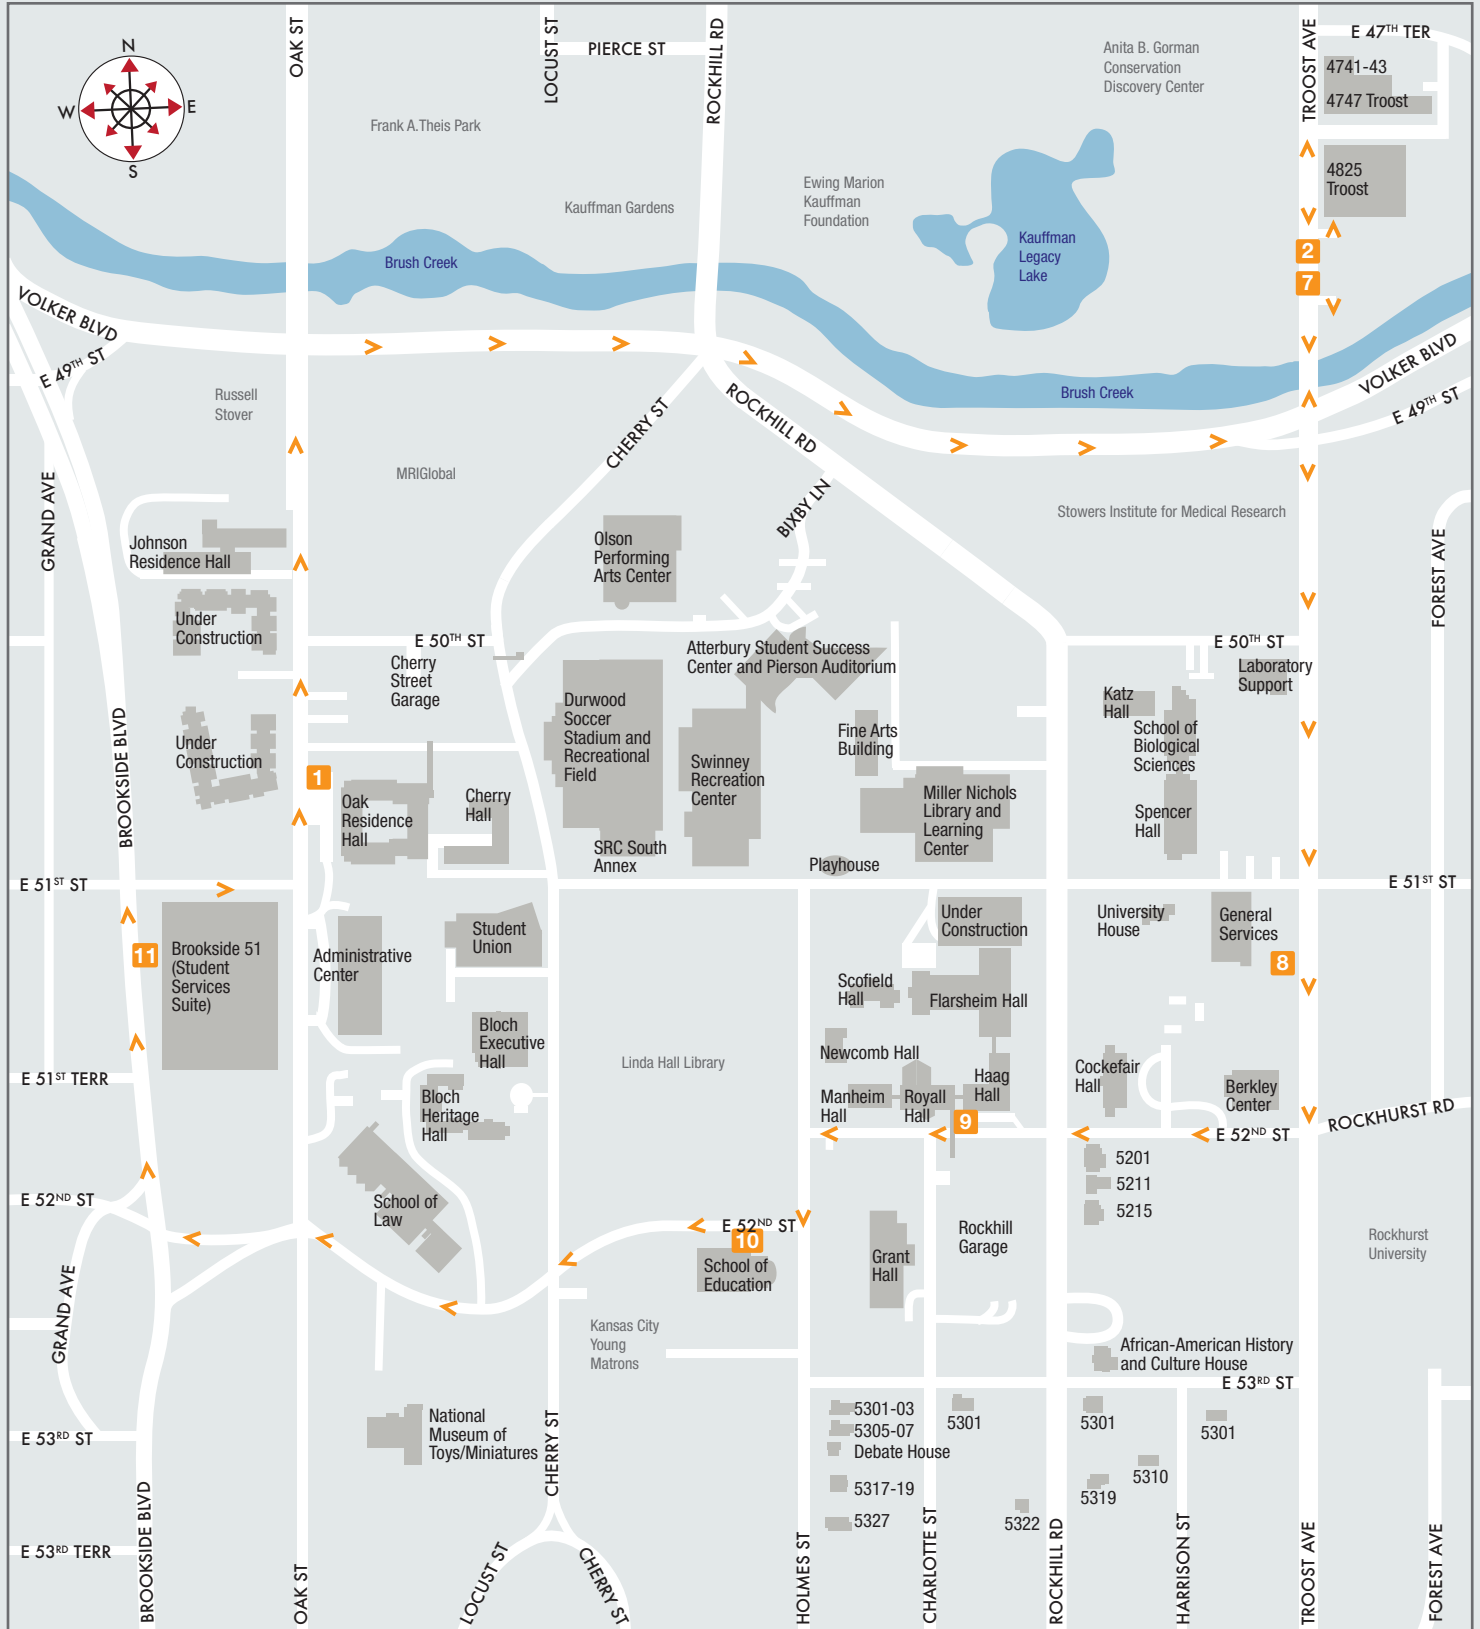 N
W
E
S
OAK ST
LOCUST ST
PIERCE ST
ROCKHILL RD
TROOST AVE
E 47TH TER
4741-43
4747 Troost
4825
Troost
Anita B. Gorman
Conservation
Discovery Center
Frank A.Theis Park
Kauffman Gardens
Ewing Marion
Kauffman
Foundation
Kauffman
Legacy
Lake
Brush Creek
2
7
VOLKER BLVD
E 49TH ST
Russell
Stover
MRIGlobal
CHERRY ST
ROCKHILL RD
BIXBY LN
Brush Creek
VOLKER BLVD
E 49TH ST
Stowers Institute for Medical Research
GRAND AVE
FOREST AVE
Johnson
Residence Hall
Under
Construction
Olson
Performing
Arts Center
E 50TH ST
Cherry
Street
Garage
Atterbury Student Success
Center and Pierson Auditorium
E 50TH ST
Laboratory
Support
Katz
Hall
School of
Biological
Sciences
Spencer
Hall
BROOKSIDE BLVD
Under
Construction
1
Oak
Residence
Hall
Cherry
Hall
Durwood
Soccer
Stadium and
Recreational
Field
SRC South
Annex
Swinney
Recreation
Center
Fine Arts
Building
Miller Nichols
Library and
Learning
Center
Playhouse
E 51ST ST
E 51ST ST
11
Brookside 51
(Student
Services
Suite)
Administrative
Center
Student
Union
Bloch
Executive
Hall
Bloch
Heritage
Hall
Linda Hall Library
Under
Construction
Scofield
Hall
Flarsheim Hall
Newcomb Hall
Manheim
Hall
Royall
Hall
Haag
Hall
9
University
House
General
Services
8
Cockefair
Hall
Berkley
Center
E 51ST TERR
E 52ND ST
ROCKHURST RD
5201
5211
5215
E 52ND ST
School of
Law
E 52ND ST
10
School of
Education
Grant
Hall
Rockhill
Garage
Rockhurst
University
GRAND AVE
Kansas City
Young
Matrons
African-American History
and Culture House
E 53RD ST
E 53RD ST
National
Museum of
Toys/Miniatures
5301-03
5305-07
Debate House
5317-19
5327
5301
5301
5301
5310
5319
5322
E 53RD TERR
BROOKSIDE BLVD
OAK ST
LOCUST ST
CHERRY ST
CHERRY ST
HOLMES ST
CHARLOTTE ST
ROCKHILL RD
HARRISON ST
TROOST AVE
FOREST AVE